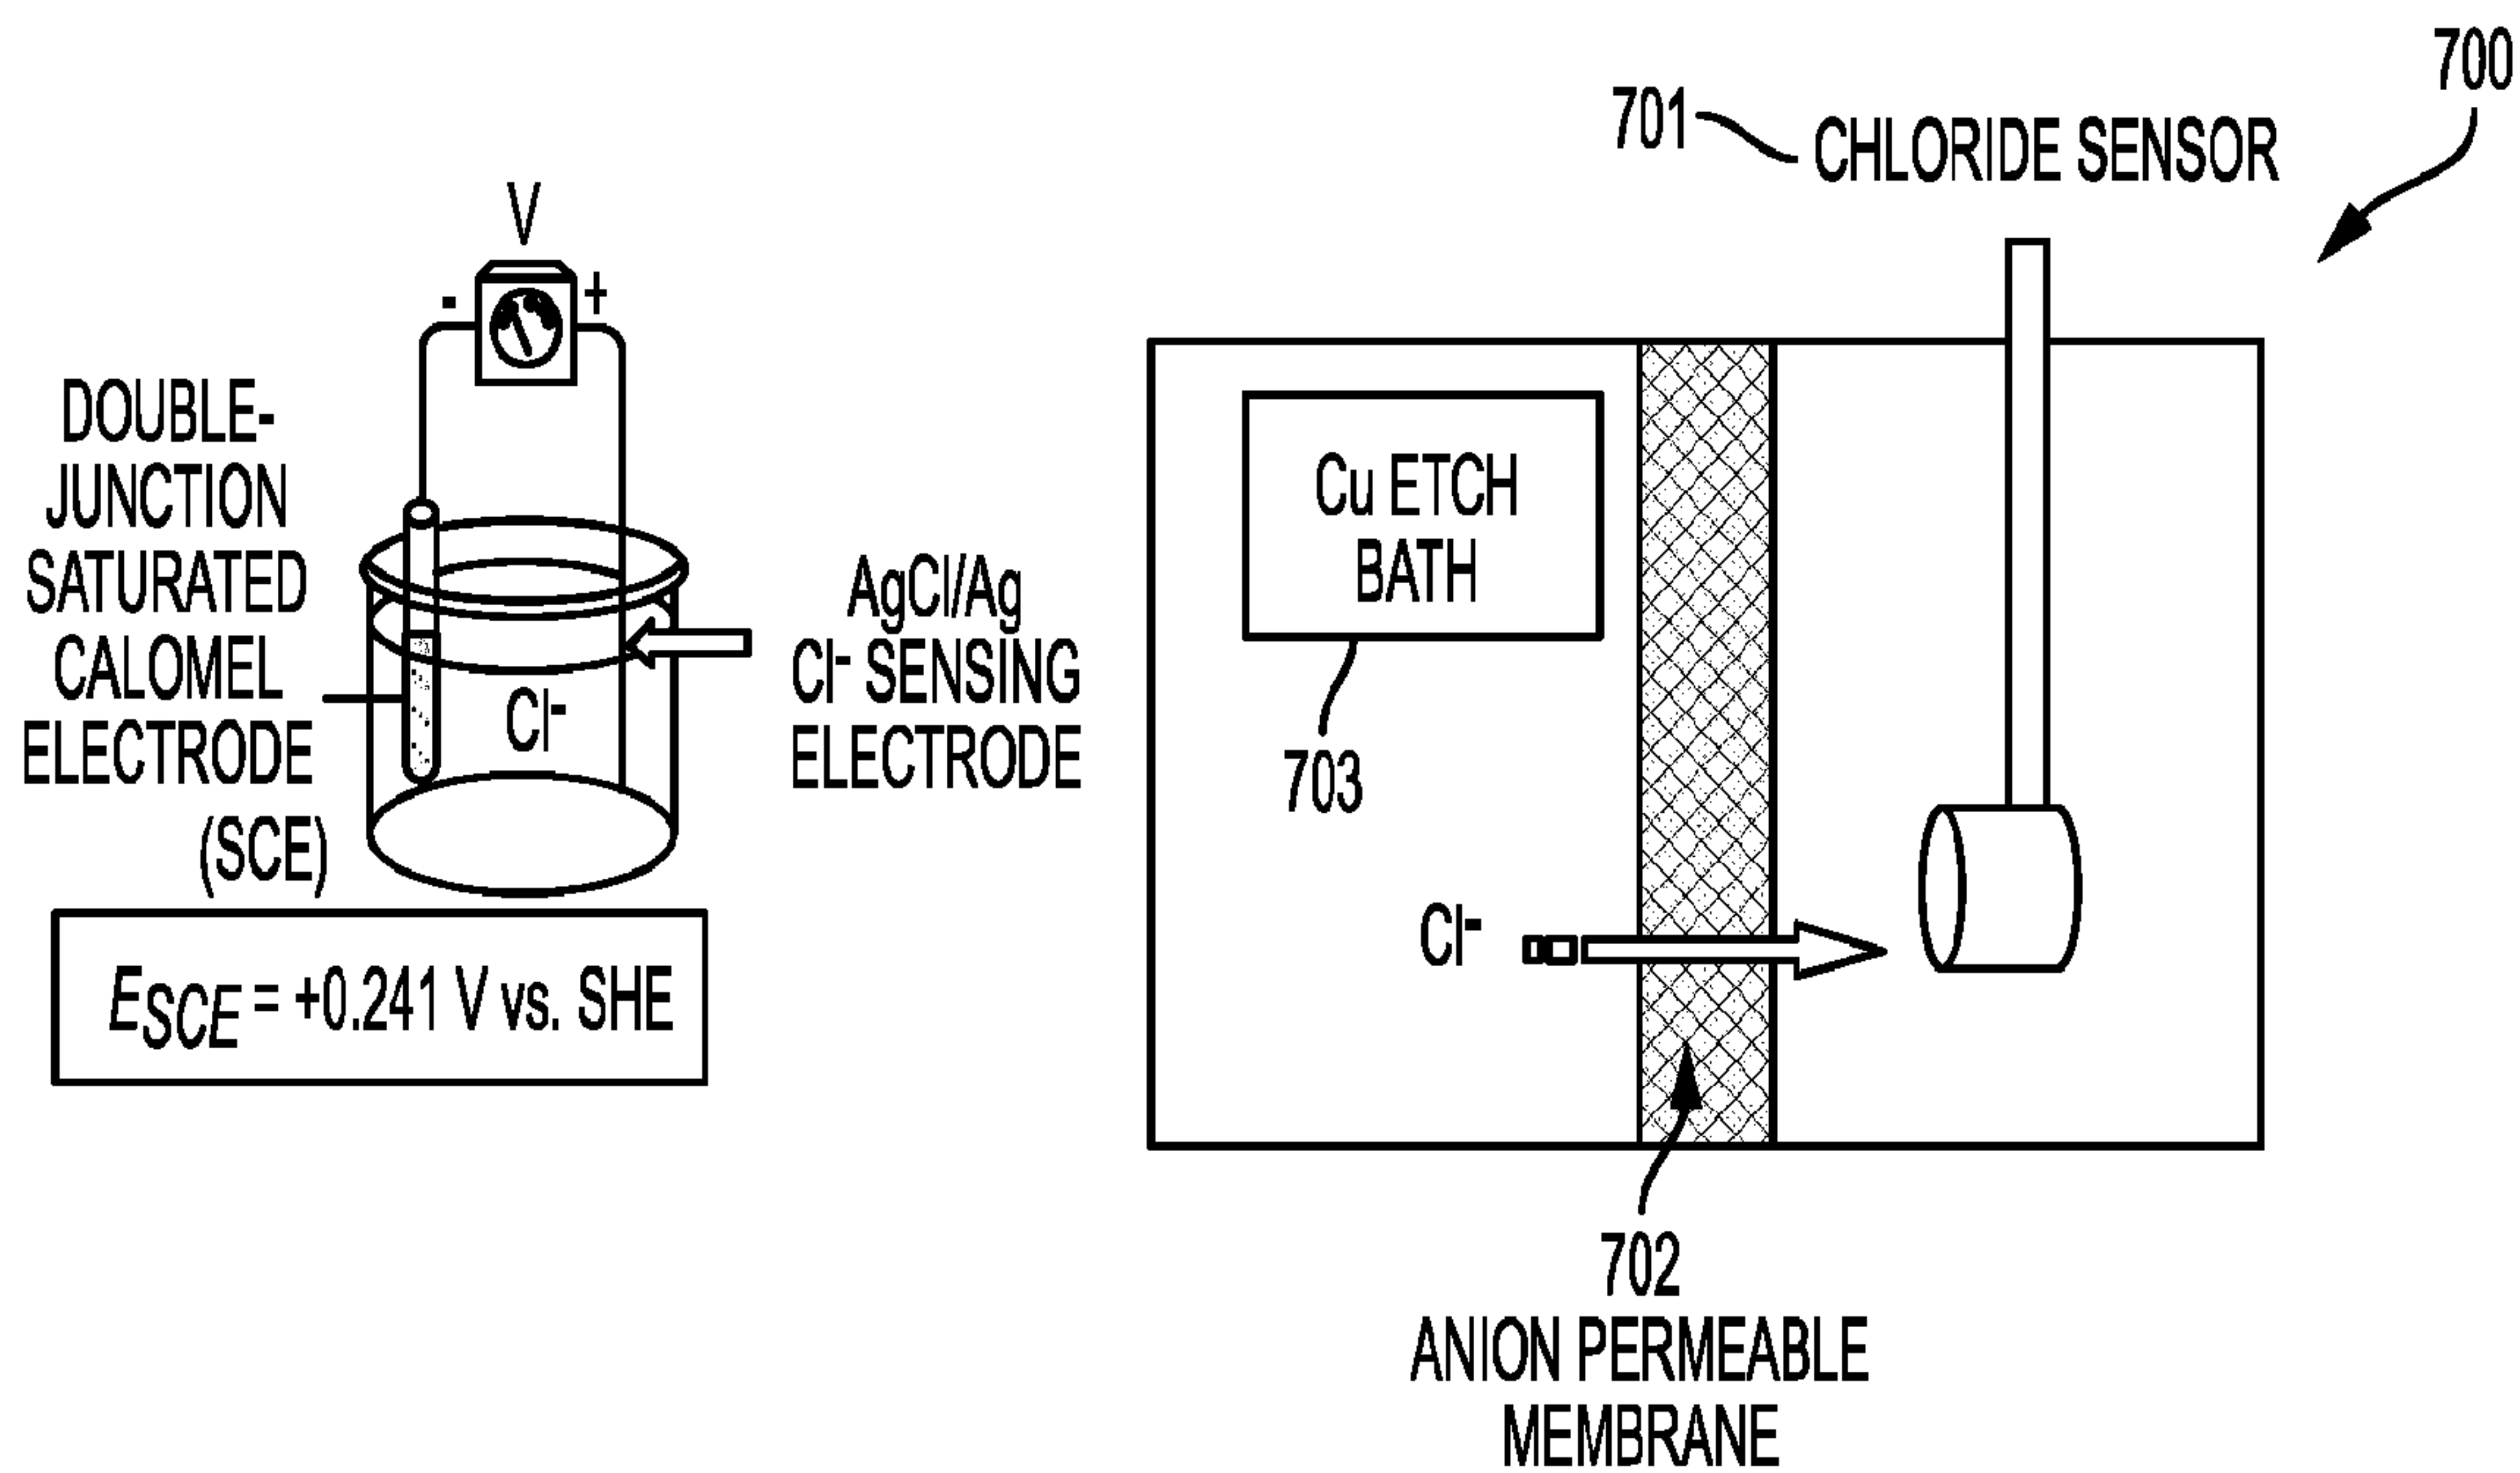 V
-
+
DOUBLE-
JUNCTION
SATURATED
CALOMEL
ELECTRODE
(SCE)
Cl-
AgCl/Ag
Cl- SENSING
ELECTRODE
ESCE = +0.241 V vs. SHE
700
701
CHLORIDE SENSOR
Cu ETCH
BATH
703
Cl-
702
ANION PERMEABLE
MEMBRANE